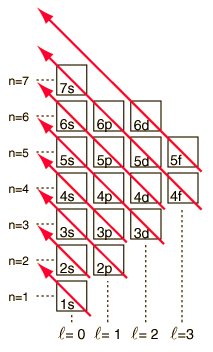 n=7 7s
n=6 6s 6p 6d
n=5 5s 5p 5d 5f
n=4 4s 4p 4d 4f
n=3 3s 3p 3d
n=2 2s 2p
n=1 1s
ℓ= 0 ℓ= 1 ℓ= 2 ℓ=3